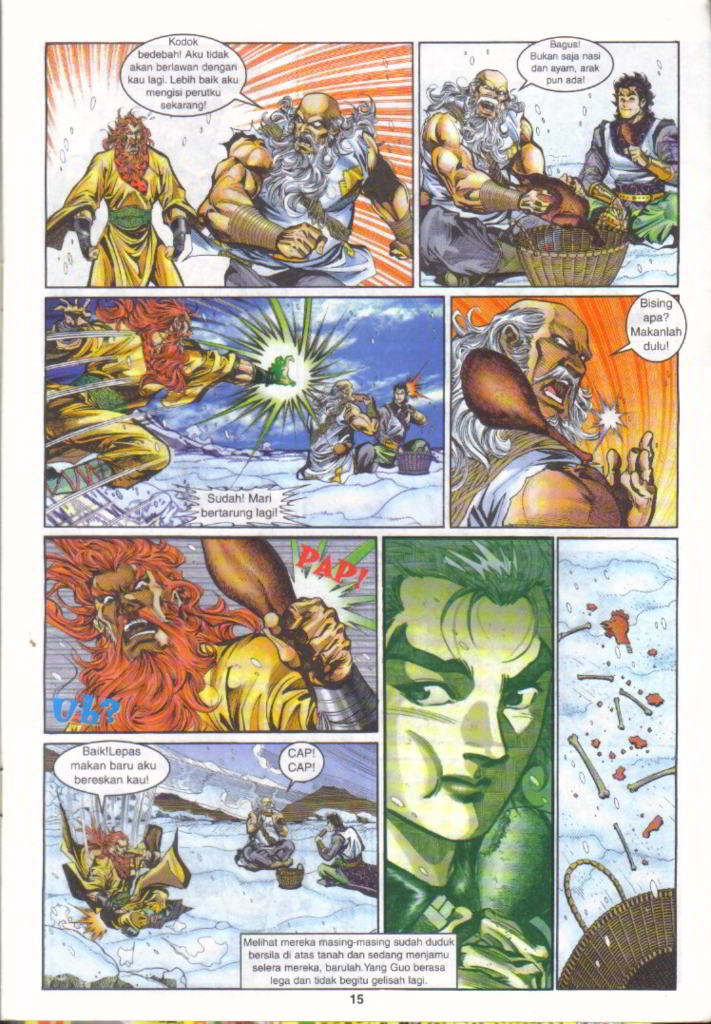 Kodok
bedebah! Aku tidak
akan berlawan dengan
kau lagi. Lebih baik aku
mengisi perutku
sekarang!
Bagus!
Bukan saja nasi
dan ayam, arak
pun ada!
Sudah! Mari
bertarung lagi!
Bising
apa?
Makanlah
dulu!
PAP!
Uh?
Baik!Lepas
makan baru aku
bereskan kau!
CAP!
CAP!
Melihat mereka masing-masing sudah duduk
bersila di atas tanah dan sedang menjamu
selera mereka, barulah Yang Guo berasa
lega dan tidak begitu gelisah lagi.
15